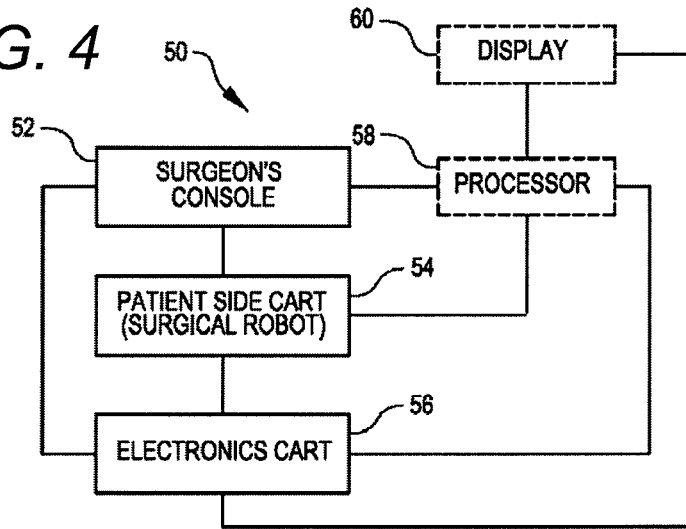 G. 4
50
60
DISPLAY
52
SURGEON'S
CONSOLE
58
PROCESSOR
54
PATIENT SIDE CART
(SURGICAL ROBOT)
56
ELECTRONICS CART